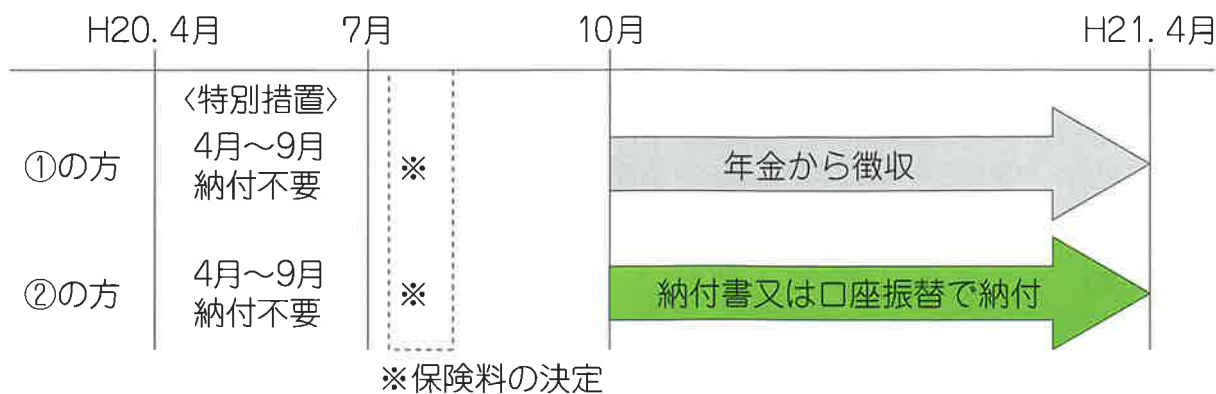 H20. 4月 7月 10月 H21. 4月
〈特別措置〉
①の方 4月～9月 納付不要 ※ 年金から徴収
②の方 4月～9月 納付不要 ※ 納付書又は口座振替で納付
※保険料の決定